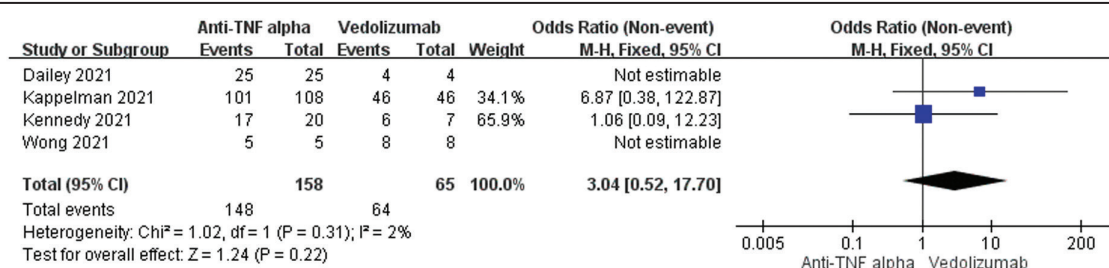 Anti-TNF alpha Vedolizumab Odds Ratio (Non-event) Odds Ratio (Non-event)
Study or Subgroup Events Total Events Total Weight M-H, Fixed, 95% CI M-H, Fixed, 95% CI
Dailey 2021 25 25 4 4 Not estimable
Kappelman 2021 101 108 46 46 34.1% 6.87 [0.38, 122.87]
Kennedy 2021 17 20 6 7 65.9% 1.06 [0.09, 12.23]
Wong 2021 5 5 8 8 Not estimable
Total (95% CI) 158 65 100.0% 3.04 [0.52, 17.70]
Total events 148 64
Heterogeneity: Chi² = 1.02, df = 1 (P = 0.31); I² = 2%
Test for overall effect: Z = 1.24 (P = 0.22)
0.005 0.1 1 10 200
Anti-TNF alpha Vedolizumab